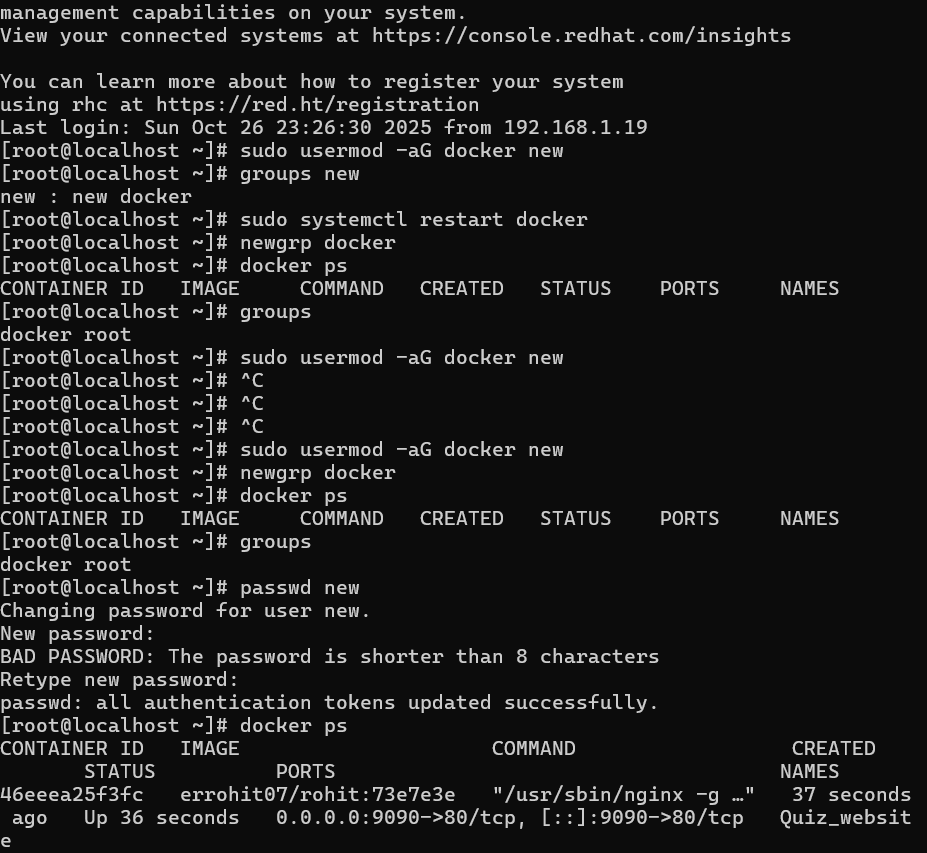 management capabilities on your system.
View your connected systems at https://console.redhat.com/insights

You can learn more about how to register your system
using rhc at https://red.ht/registration
Last login: Sun Oct 26 23:26:30 2025 from 192.168.1.19
[root@localhost ~]# sudo usermod -aG docker new
[root@localhost ~]# groups new
new : new docker
[root@localhost ~]# sudo systemctl restart docker
[root@localhost ~]# newgrp docker
[root@localhost ~]# docker ps
CONTAINER ID   IMAGE     COMMAND   CREATED   STATUS    PORTS     NAMES
[root@localhost ~]# groups
docker root
[root@localhost ~]# sudo usermod -aG docker new
[root@localhost ~]# ^C
[root@localhost ~]# ^C
[root@localhost ~]# ^C
[root@localhost ~]# sudo usermod -aG docker new
[root@localhost ~]# newgrp docker
[root@localhost ~]# docker ps
CONTAINER ID   IMAGE     COMMAND   CREATED   STATUS    PORTS     NAMES
[root@localhost ~]# groups
docker root
[root@localhost ~]# passwd new
Changing password for user new.
New password:
BAD PASSWORD: The password is shorter than 8 characters
Retype new password:
passwd: all authentication tokens updated successfully.
[root@localhost ~]# docker ps
CONTAINER ID   IMAGE                     COMMAND                  CREATED
       STATUS          PORTS                                     NAMES
46eeea25f3fc   errohit07/rohit:73e7e3e   "/usr/sbin/nginx -g …"   37 seconds
 ago   Up 36 seconds   0.0.0.0:9090->80/tcp, [::]:9090->80/tcp   Quiz_websit
e